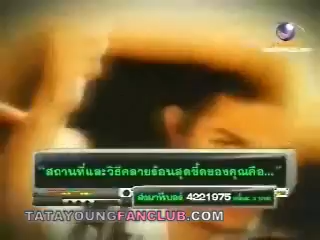 "สถานที่และวิธีคลายร้อนสุดขี้ดของคุณคือ..."
ส่งมาที่เบอร์ 4221975
TATAYOUNGFANCLUB.COM